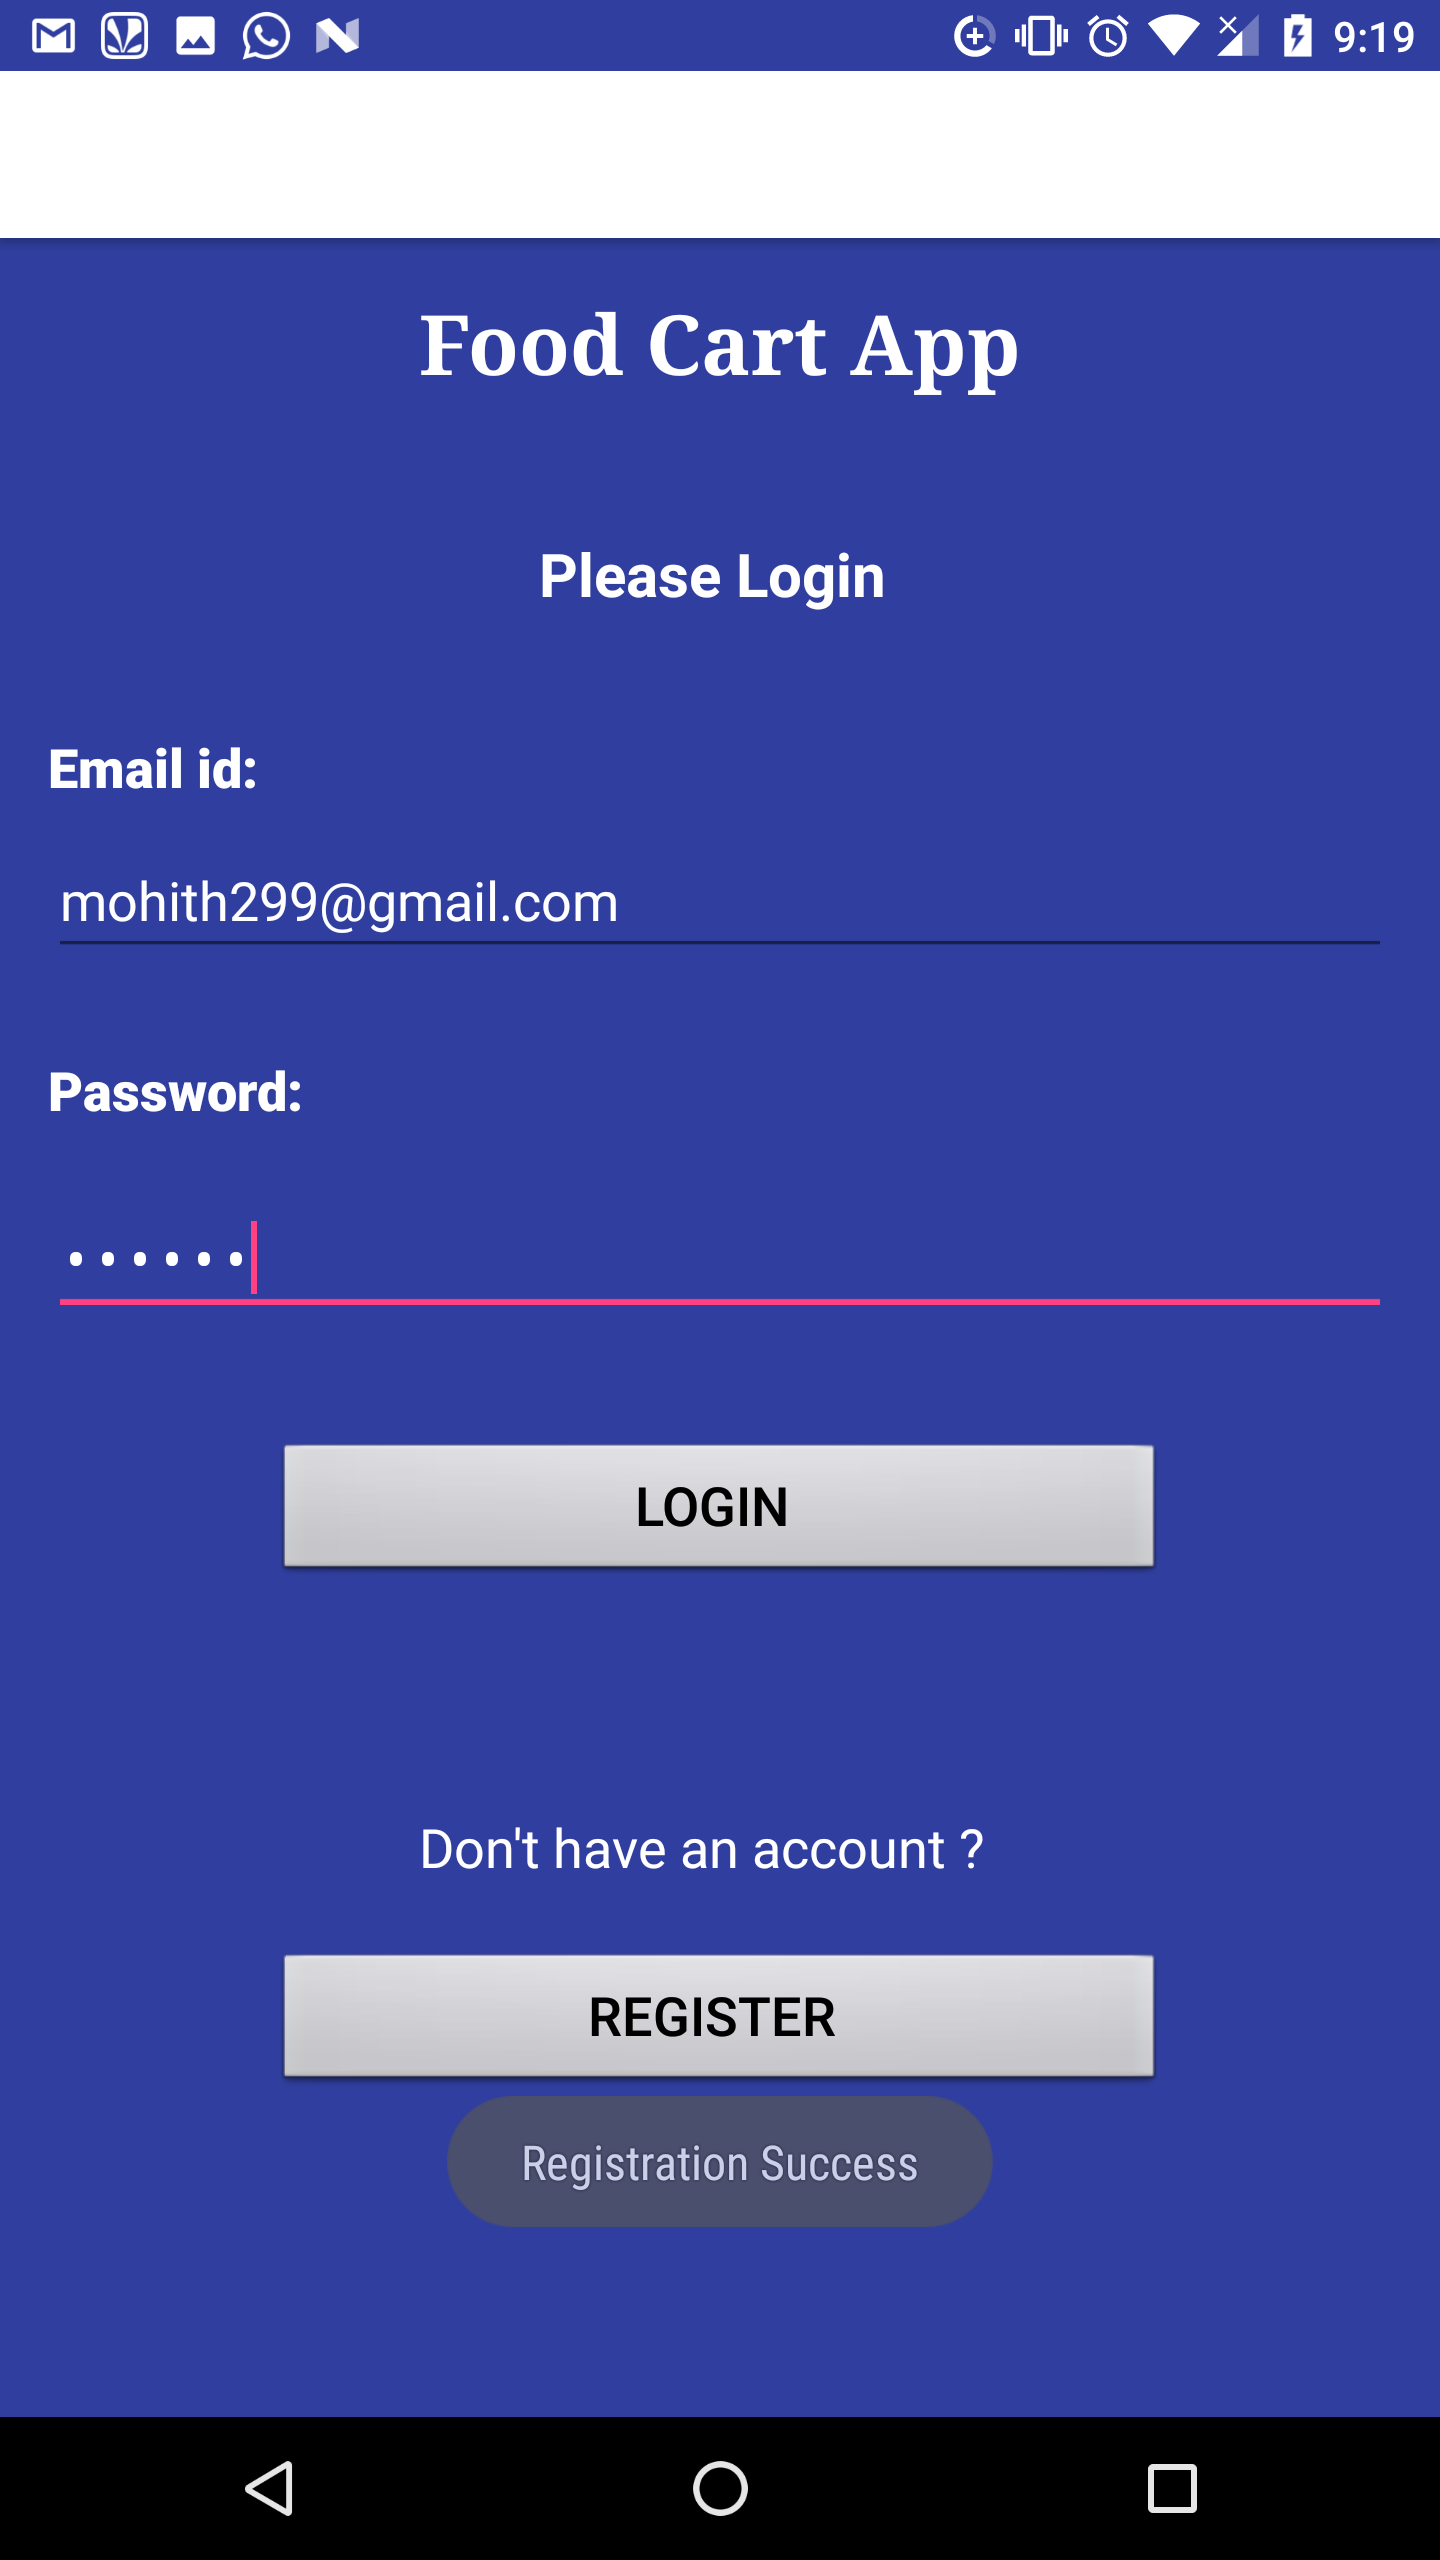 9:19
Food Cart App
Please Login
Email id:
mohith299@gmail.com
Password:
••••••
LOGIN
Don't have an account ?
REGISTER
Registration Success